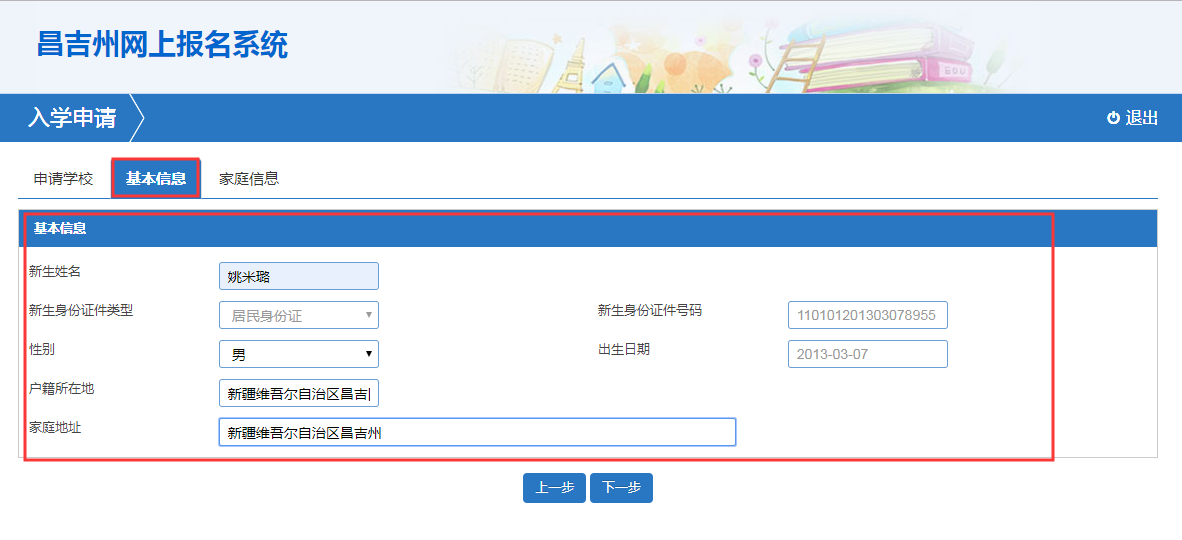 昌吉州网上报名系统
EDU
入学申请
退出
申请学校 基本信息 家庭信息
基本信息
新生姓名 姚米璐
新生身份证件类型 居民身份证 新生身份证件号码 110101201303078955
性别 男 出生日期 2013-03-07
户籍所在地 新疆维吾尔自治区昌吉
家庭地址 新疆维吾尔自治区昌吉州
上一步 下一步